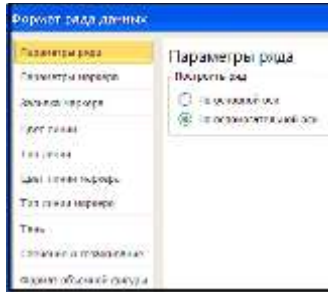 Формат ряда данных
Параметры ряда
Параметры маркера
Заливка маркера
Цвет линии
Тип линии
Цвет линии маркера
Тип линии маркера
Тень
Свечение и сглаживание
Формат объемной фигуры
Параметры ряда
Построить ряд
По основной оси
По вспомогательной оси